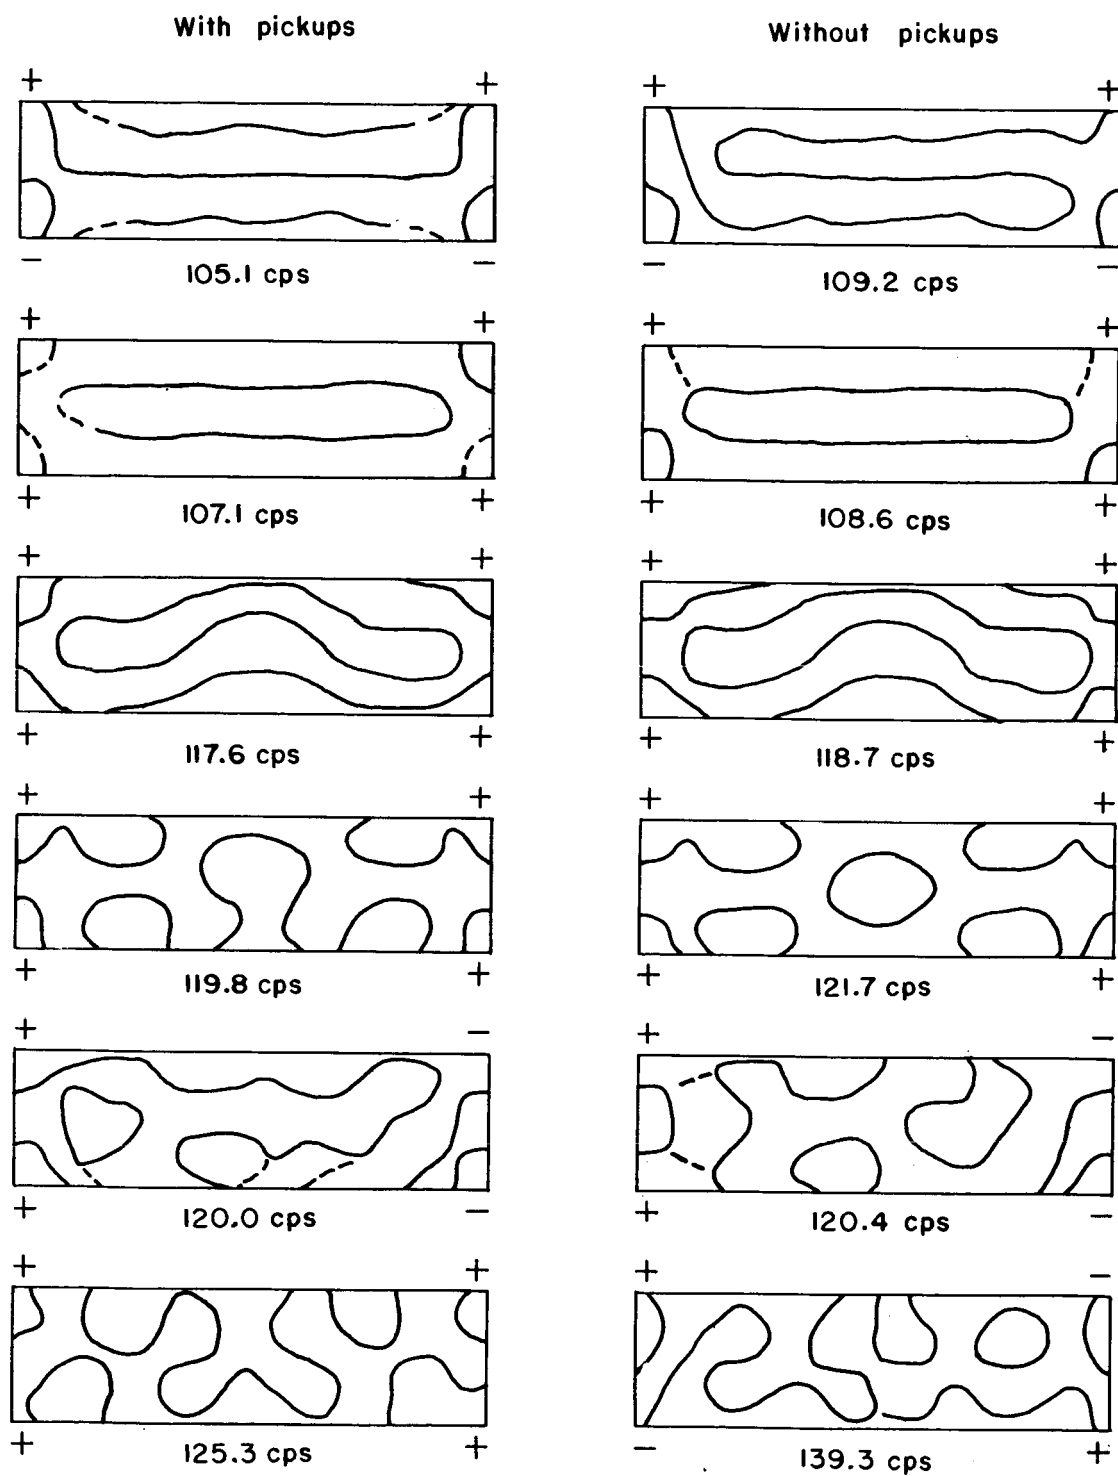 With pickups
Without pickups
+ +
+ +
– –
105.1 cps
– –
109.2 cps
+ +
+ +
+ +
107.1 cps
+ +
108.6 cps
+ +
+ +
+ +
117.6 cps
+ +
118.7 cps
+ +
+ +
+ +
119.8 cps
+ +
121.7 cps
+ –
+ –
+ –
120.0 cps
+ –
120.4 cps
+ +
+ –
+ +
125.3 cps
– +
139.3 cps